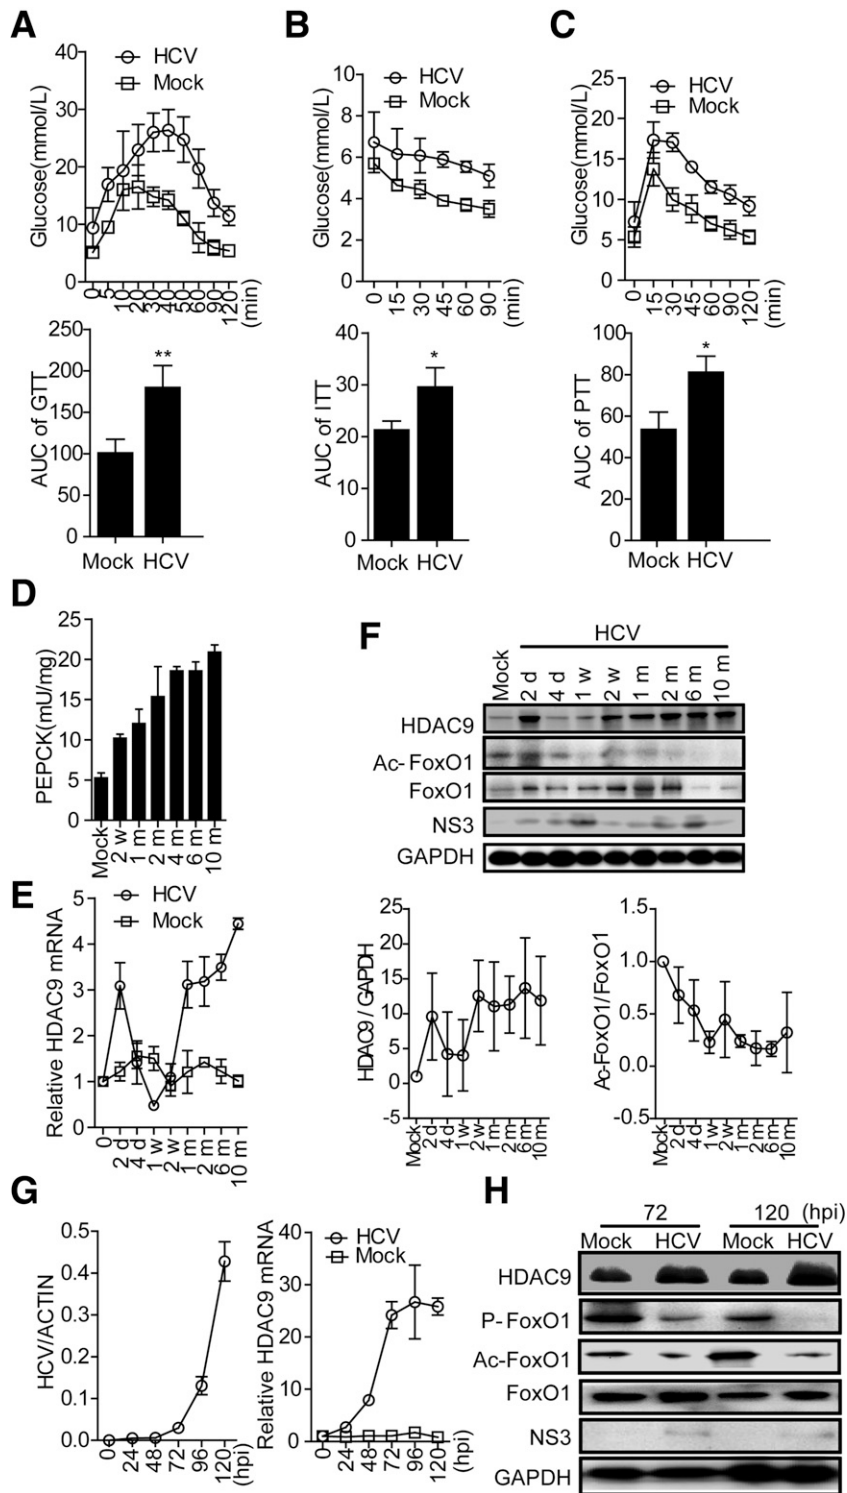 A
Glucose(mmol/L)
40
30
20
10
0
HCV
Mock
0 5 10 20 30 40 50 60 90 120
(min)
AUC of GTT
250
200
150
100
50
0
**
Mock HCV
B
Glucose(mmol/L)
10
8
6
4
2
0
HCV
Mock
0 15 30 45 60 90
(min)
AUC of ITT
40
30
20
10
0
*
Mock HCV
C
Glucose(mmol/L)
25
20
15
10
5
0
HCV
Mock
0 15 30 45 60 90 120
(min)
AUC of PTT
100
80
60
40
20
0
*
Mock HCV
D
PEPCK(mU/mg)
25
20
15
10
5
0
Mock 2 w 1 m 2 m 4 m 6 m 10 m
E
Relative HDAC9 mRNA
5
4
3
2
1
0
HCV
Mock
0 2 d 4 d 1 w 2 w 1 m 2 m 6 m 10 m
F
HCV
Mock 2 d 4 d 1 w 2 w 1 m 2 m 6 m 10 m
HDAC9
Ac-FoxO1
FoxO1
NS3
GAPDH
HDAC9/GAPDH
25
20
15
10
5
0
-5
Mock 2 d 4 d 1 w 2 w 1 m 2 m 6 m 10 m
Ac-FoxO1/FoxO1
1.5
1.0
0.5
0.0
-0.5
Mock 2 d 4 d 1 w 2 w 1 m 2 m 6 m 10 m
G
HCV/ACTIN
0.5
0.4
0.3
0.2
0.1
0.0
0 24 48 72 96 120
(hpi)
Relative HDAC9 mRNA
40
30
20
10
0
HCV
Mock
0 24 48 72 96 120
(hpi)
H
72 120 (hpi)
Mock HCV Mock HCV
HDAC9
P-FoxO1
Ac-FoxO1
FoxO1
NS3
GAPDH